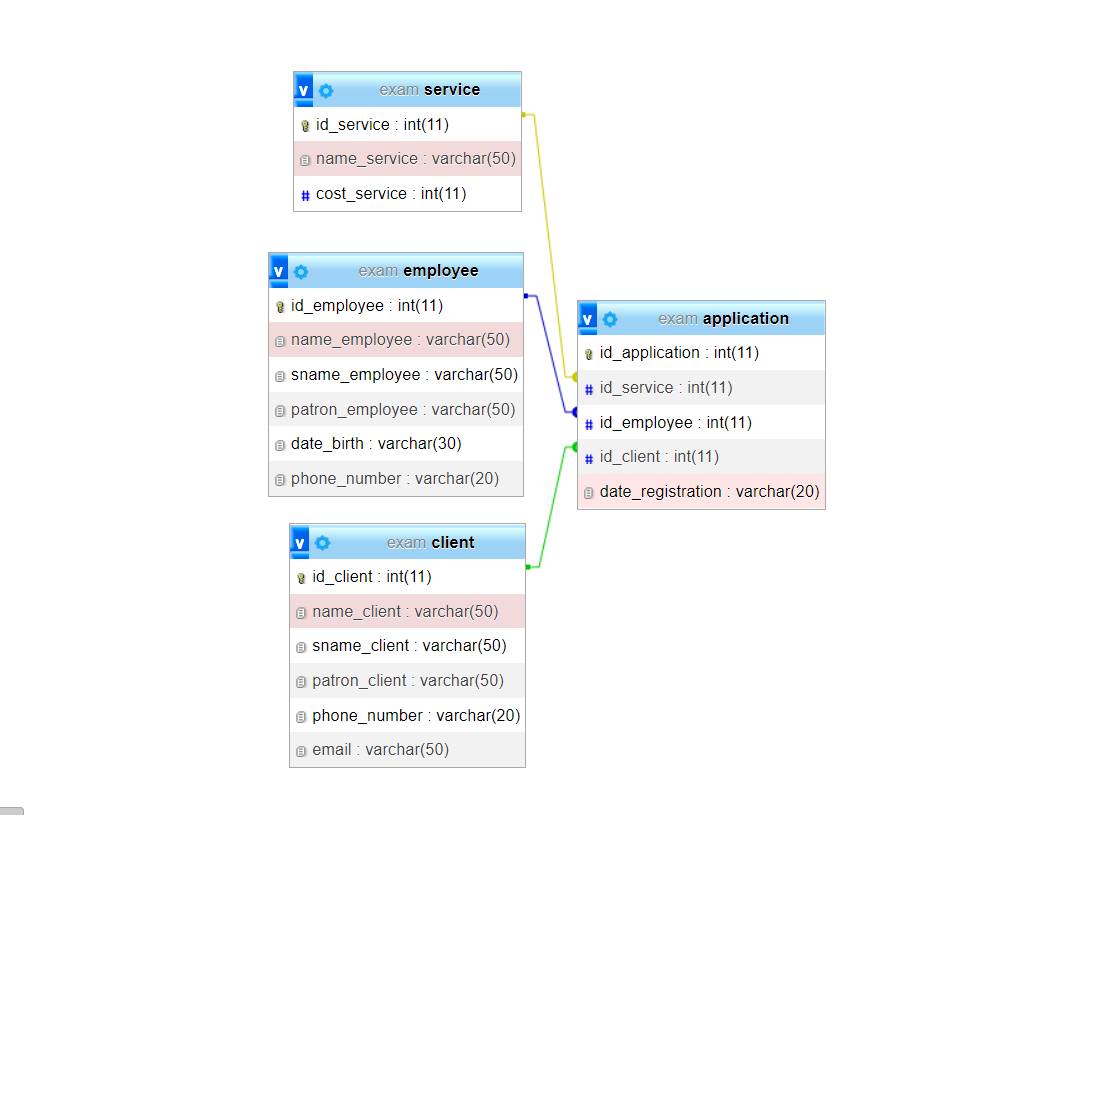 v exam service
id_service : int(11)
name_service : varchar(50)
# cost_service : int(11)
v exam employee
id_employee : int(11)
name_employee : varchar(50)
sname_employee : varchar(50)
patron_employee : varchar(50)
date_birth : varchar(30)
phone_number : varchar(20)
v exam application
id_application : int(11)
# id_service : int(11)
# id_employee : int(11)
# id_client : int(11)
date_registration : varchar(20)
v exam client
id_client : int(11)
name_client : varchar(50)
sname_client : varchar(50)
patron_client : varchar(50)
phone_number : varchar(20)
email : varchar(50)